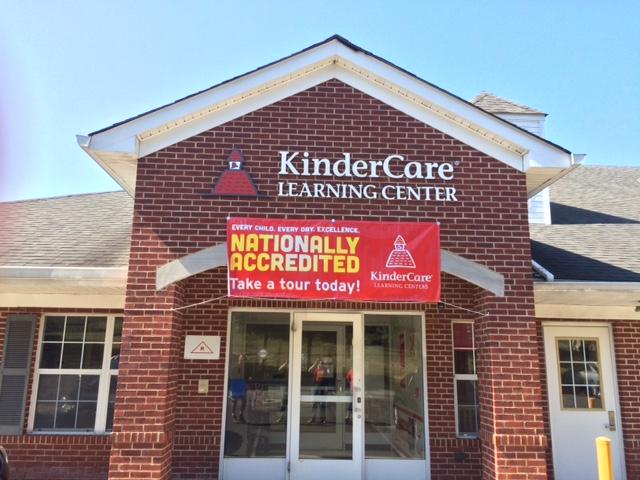 KinderCare®
LEARNING CENTER
EVERY CHILD. EVERY DAY. EXCELLENCE.
NATIONALLY
ACCREDITED
Take a tour today!
KinderCare®
LEARNING CENTERS